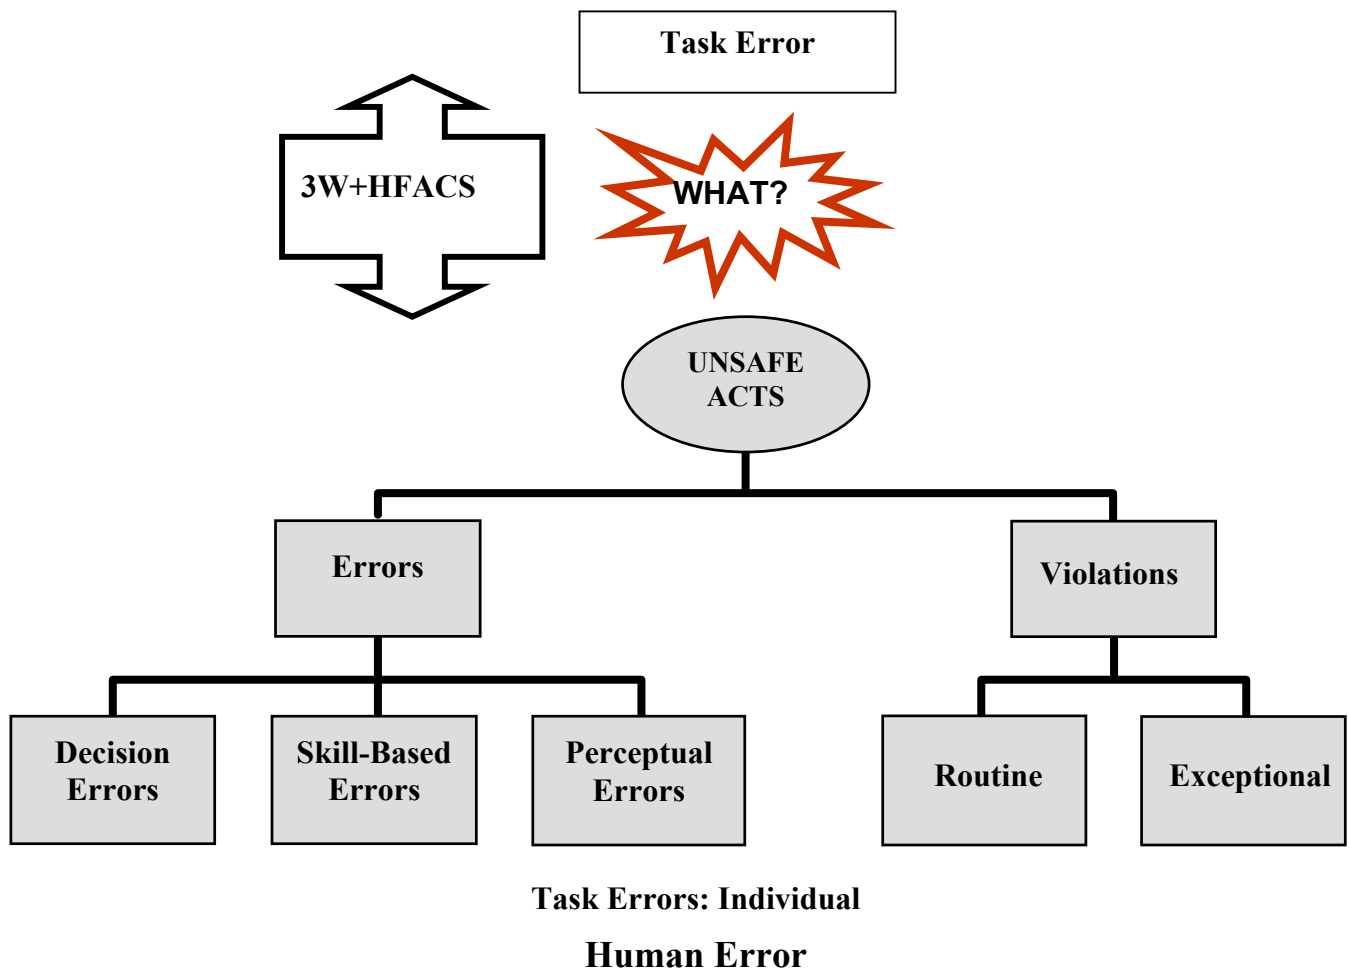 Task Error
3W+HFACS
WHAT?
UNSAFE
ACTS
Errors
Violations
Decision
Errors
Skill-Based
Errors
Perceptual
Errors
Routine
Exceptional
Task Errors: Individual
Human Error